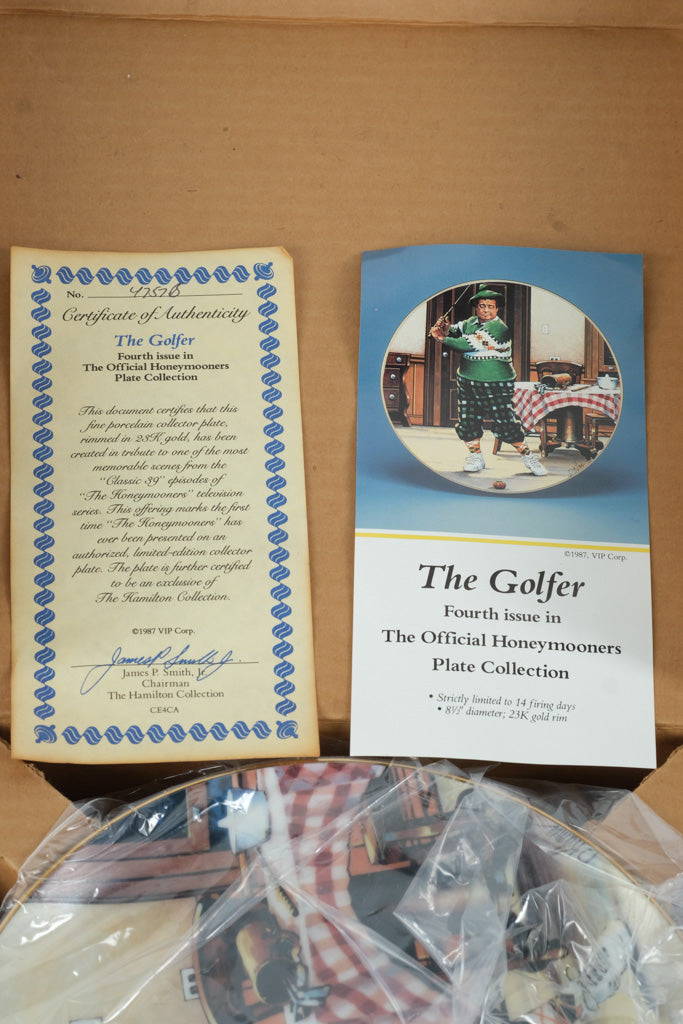 No. 4757B
Certificate of Authenticity
The Golfer
Fourth issue in
The Official Honeymooners
Plate Collection
This document certifies that this
fine porcelain collector plate,
rimmed in 23K gold, has been
created in tribute to one of the most
memorable scenes from the
"Classic 39" episodes of
"The Honeymooners" television
series. This offering marks the first
time "The Honeymooners" has
ever been presented on an
authorized, limited-edition collector
plate. The plate is further certified
to be an exclusive of
The Hamilton Collection.
©1987 VIP Corp.
James P. Smith, Jr.
James P. Smith, Jr.
Chairman
The Hamilton Collection
CE4CA
©1987, VIP Corp.
The Golfer
Fourth issue in
The Official Honeymooners
Plate Collection
• Strictly limited to 14 firing days
• 8½" diameter; 23K gold rim